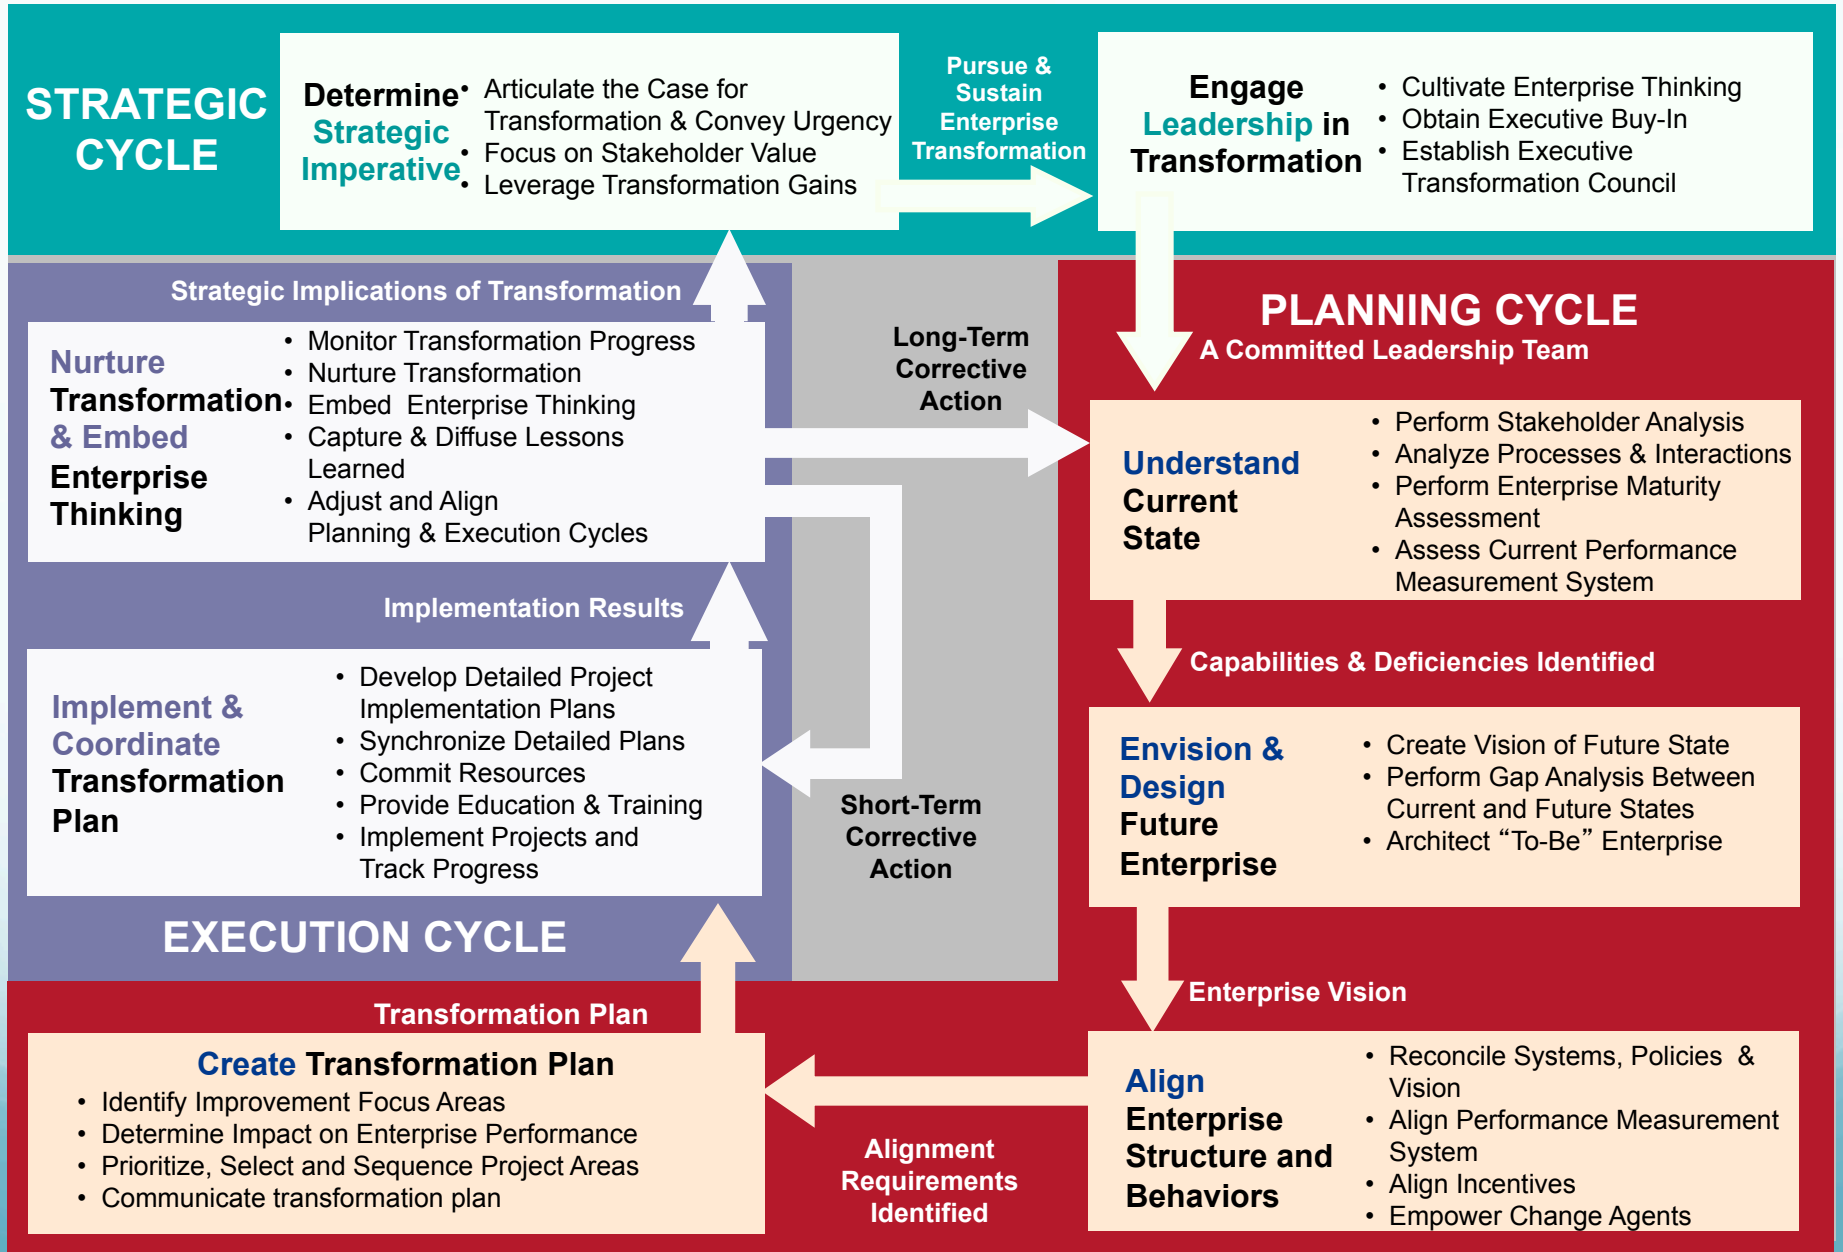 STRATEGIC
CYCLE
Determine
Strategic
Imperative
• Articulate the Case for
Transformation & Convey Urgency
• Focus on Stakeholder Value
• Leverage Transformation Gains
Pursue &
Sustain
Enterprise
Transformation
Engage
Leadership in
Transformation
• Cultivate Enterprise Thinking
• Obtain Executive Buy-In
• Establish Executive
Transformation Council
Strategic Implications of Transformation
Nurture
Transformation
& Embed
Enterprise
Thinking
• Monitor Transformation Progress
• Nurture Transformation
• Embed Enterprise Thinking
• Capture & Diffuse Lessons
Learned
• Adjust and Align
Planning & Execution Cycles
Long-Term
Corrective
Action
PLANNING CYCLE
A Committed Leadership Team
Understand
Current
State
• Perform Stakeholder Analysis
• Analyze Processes & Interactions
• Perform Enterprise Maturity
Assessment
• Assess Current Performance
Measurement System
Implementation Results
Implement &
Coordinate
Transformation
Plan
• Develop Detailed Project
Implementation Plans
• Synchronize Detailed Plans
• Commit Resources
• Provide Education & Training
• Implement Projects and
Track Progress
Short-Term
Corrective
Action
Capabilities & Deficiencies Identified
Envision &
Design
Future
Enterprise
• Create Vision of Future State
• Perform Gap Analysis Between
Current and Future States
• Architect “To-Be” Enterprise
EXECUTION CYCLE
Enterprise Vision
Transformation Plan
Create Transformation Plan
• Identify Improvement Focus Areas
• Determine Impact on Enterprise Performance
• Prioritize, Select and Sequence Project Areas
• Communicate transformation plan
Alignment
Requirements
Identified
Align
Enterprise
Structure and
Behaviors
• Reconcile Systems, Policies &
Vision
• Align Performance Measurement
System
• Align Incentives
• Empower Change Agents